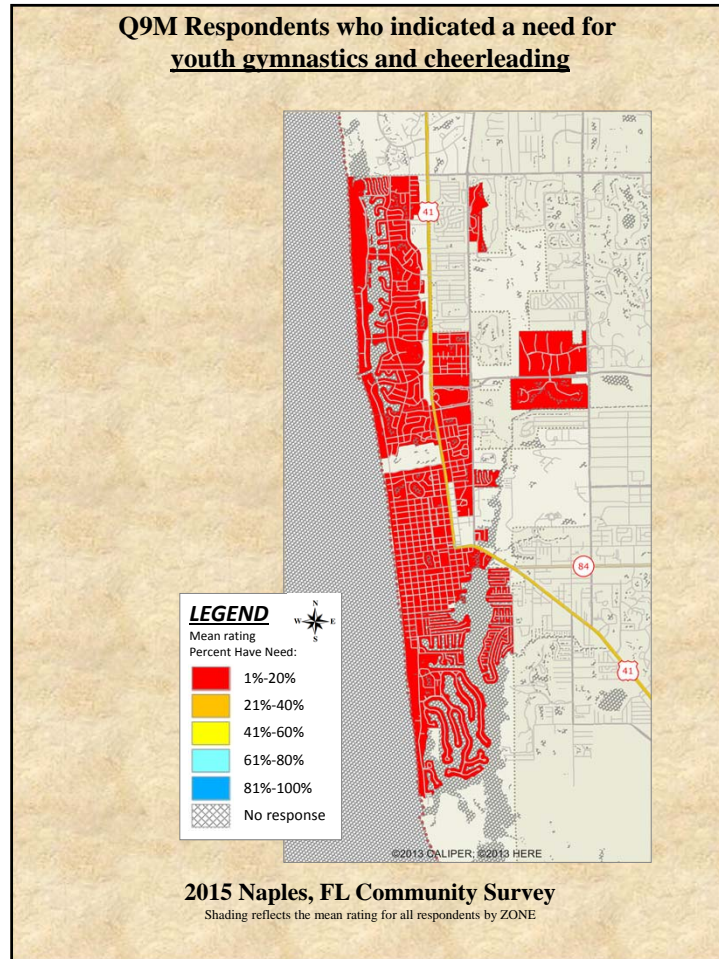 Q9M Respondents who indicated a need for
youth gymnastics and cheerleading
41
84
41
LEGEND
N
W E
S
Mean rating
Percent Have Need:
1%-20%
21%-40%
41%-60%
61%-80%
81%-100%
No response
©2013 CALIPER; ©2013 HERE
2015 Naples, FL Community Survey
Shading reflects the mean rating for all respondents by ZONE